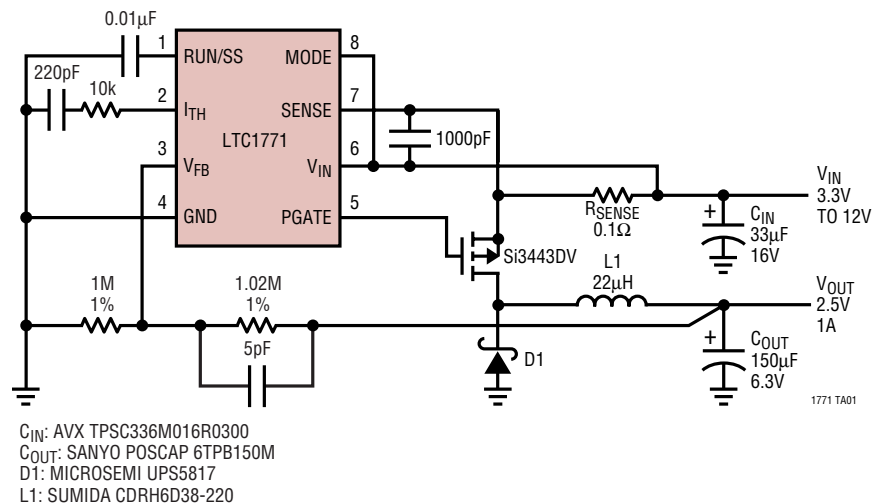 0.01µF
1
RUN/SS
MODE
8
220pF
10k
2
ITH
SENSE
7
LTC1771
1000pF
3
VFB
VIN
6
4
GND
PGATE
5
RSENSE
0.1Ω
VIN
3.3V
TO 12V
+
CIN
33µF
16V
Si3443DV
1M
1%
1.02M
1%
5pF
L1
22µH
VOUT
2.5V
1A
D1
+
COUT
150µF
6.3V
1771 TA01
CIN: AVX TPSC336M016R0300
COUT: SANYO POSCAP 6TPB150M
D1: MICROSEMI UPS5817
L1: SUMIDA CDRH6D38-220